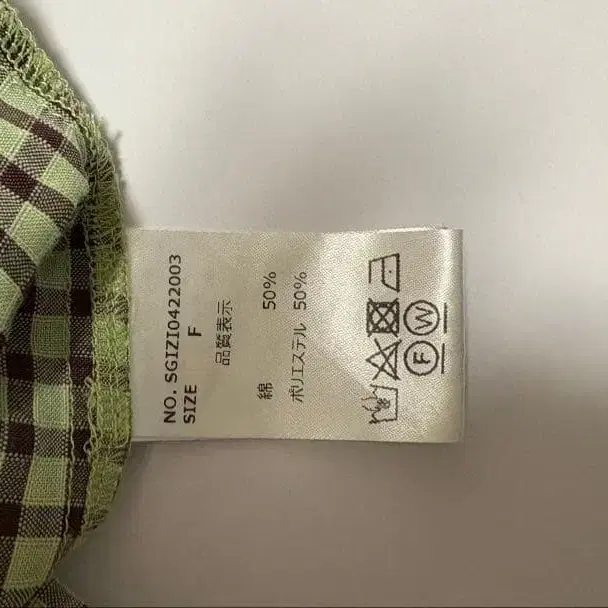 NO. SGIZI0422003
SIZE F
品質表示
綿 50%
ポリエステル 50%
F W